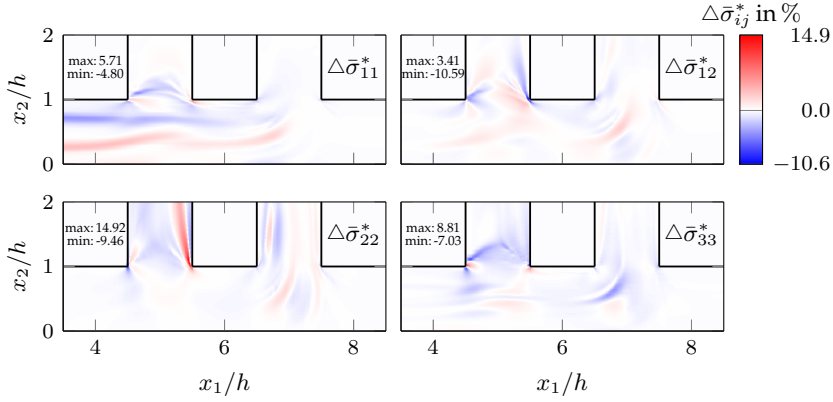 △σ̄*ij in %
14.9
0.0
−10.6
x2/h
2
1
0
max: 5.71
min: -4.80
△σ̄*11
max: 3.41
min: -10.59
△σ̄*12
x2/h
2
1
0
max: 14.92
min: -9.46
△σ̄*22
max: 8.81
min: -7.03
△σ̄*33
4 6 8
4 6 8
x1/h
x1/h